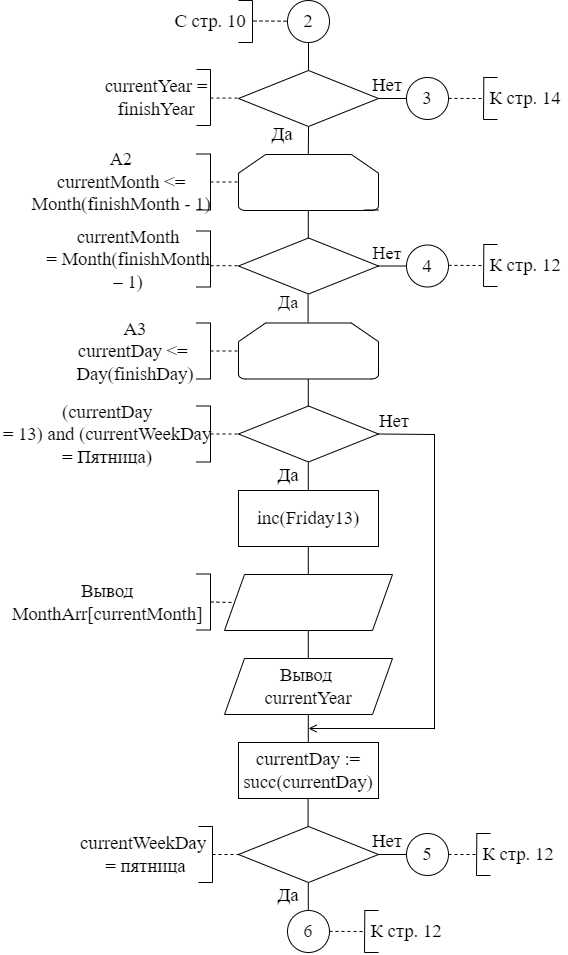 С стр. 10
2
currentYear =
finishYear
Нет
3
К стр. 14
Да
A2
currentMonth <=
Month(finishMonth - 1)
currentMonth
= Month(finishMonth
– 1)
Нет
4
К стр. 12
Да
A3
currentDay <=
Day(finishDay)
(currentDay
= 13) and (currentWeekDay
= Пятница)
Нет
Да
inc(Friday13)
Вывод
MonthArr[currentMonth]
Вывод
currentYear
currentDay :=
succ(currentDay)
currentWeekDay
= пятница
Нет
5
К стр. 12
Да
6
К стр. 12